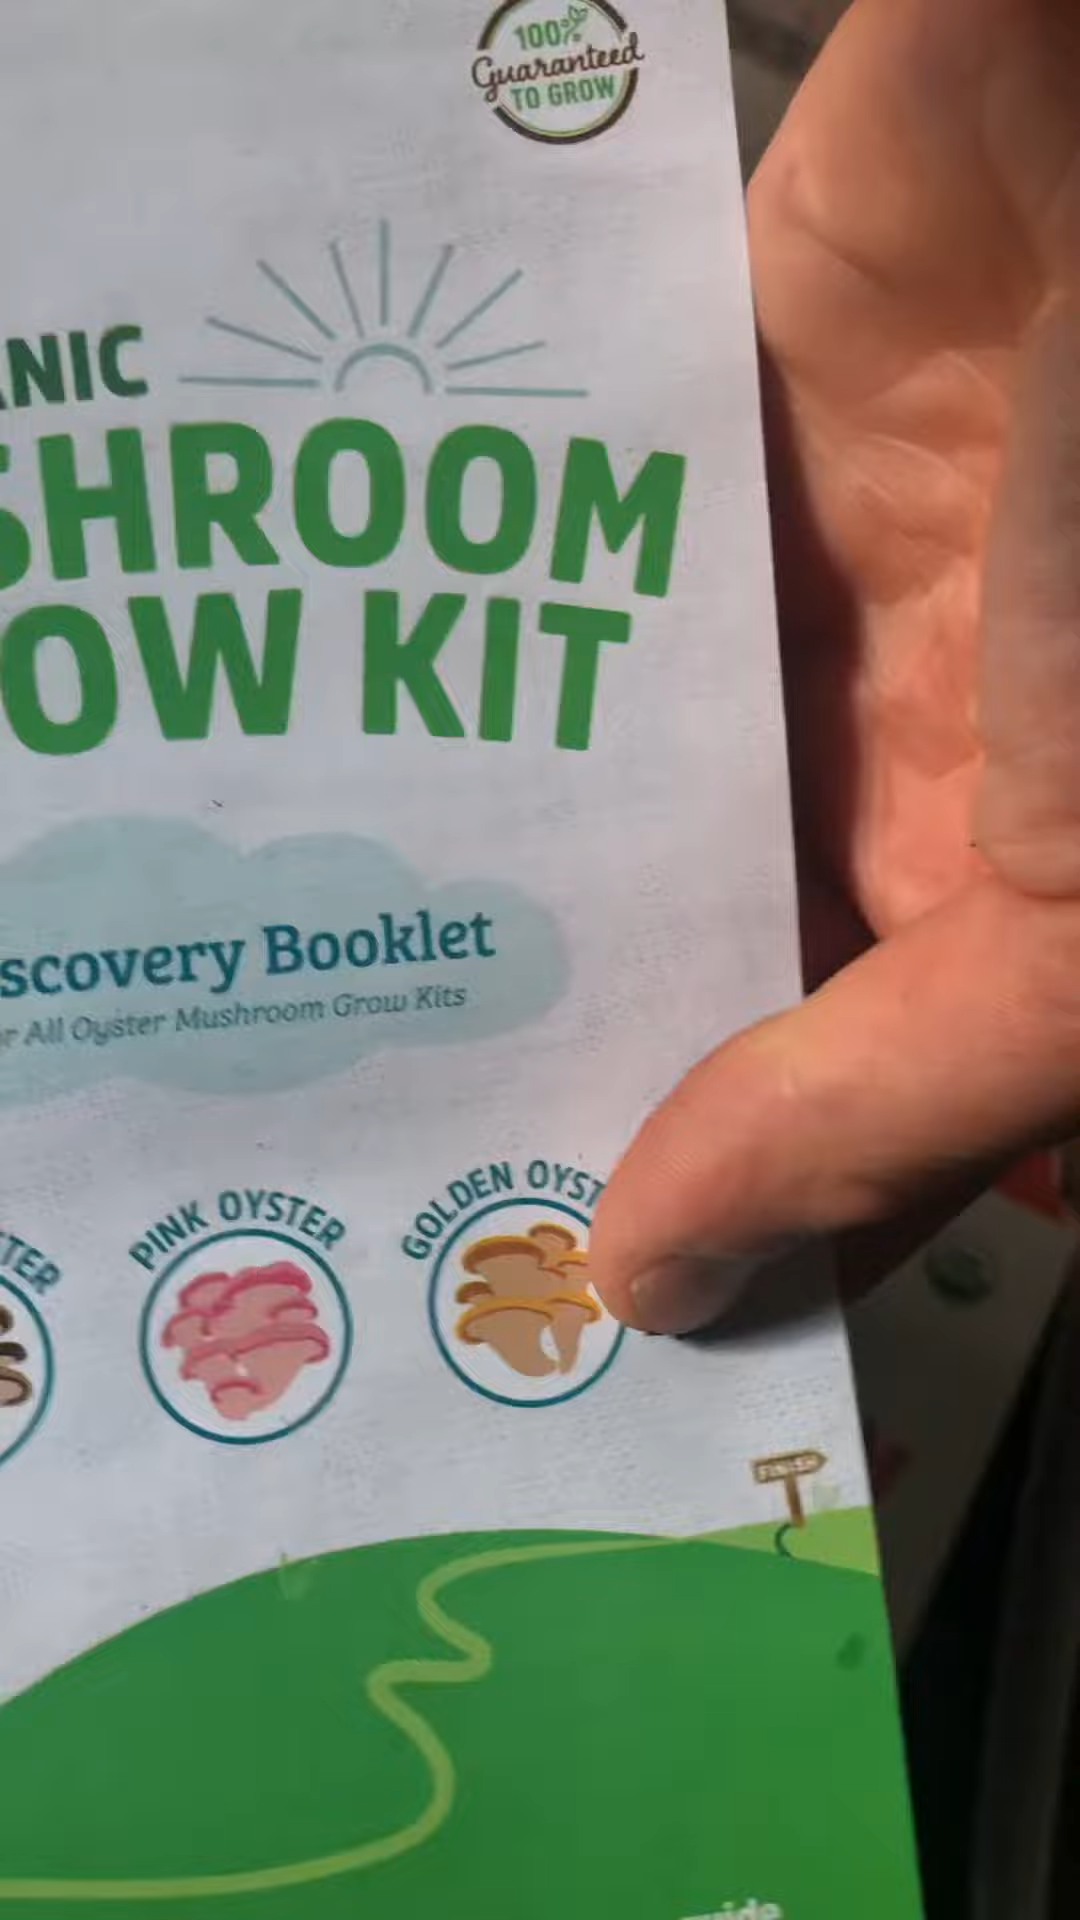 100%
Guaranteed
TO GROW
ANIC
SHROOM
OW KIT
scovery Booklet
r All Oyster Mushroom Grow Kits
TER
PINK OYSTER
GOLDEN OYST